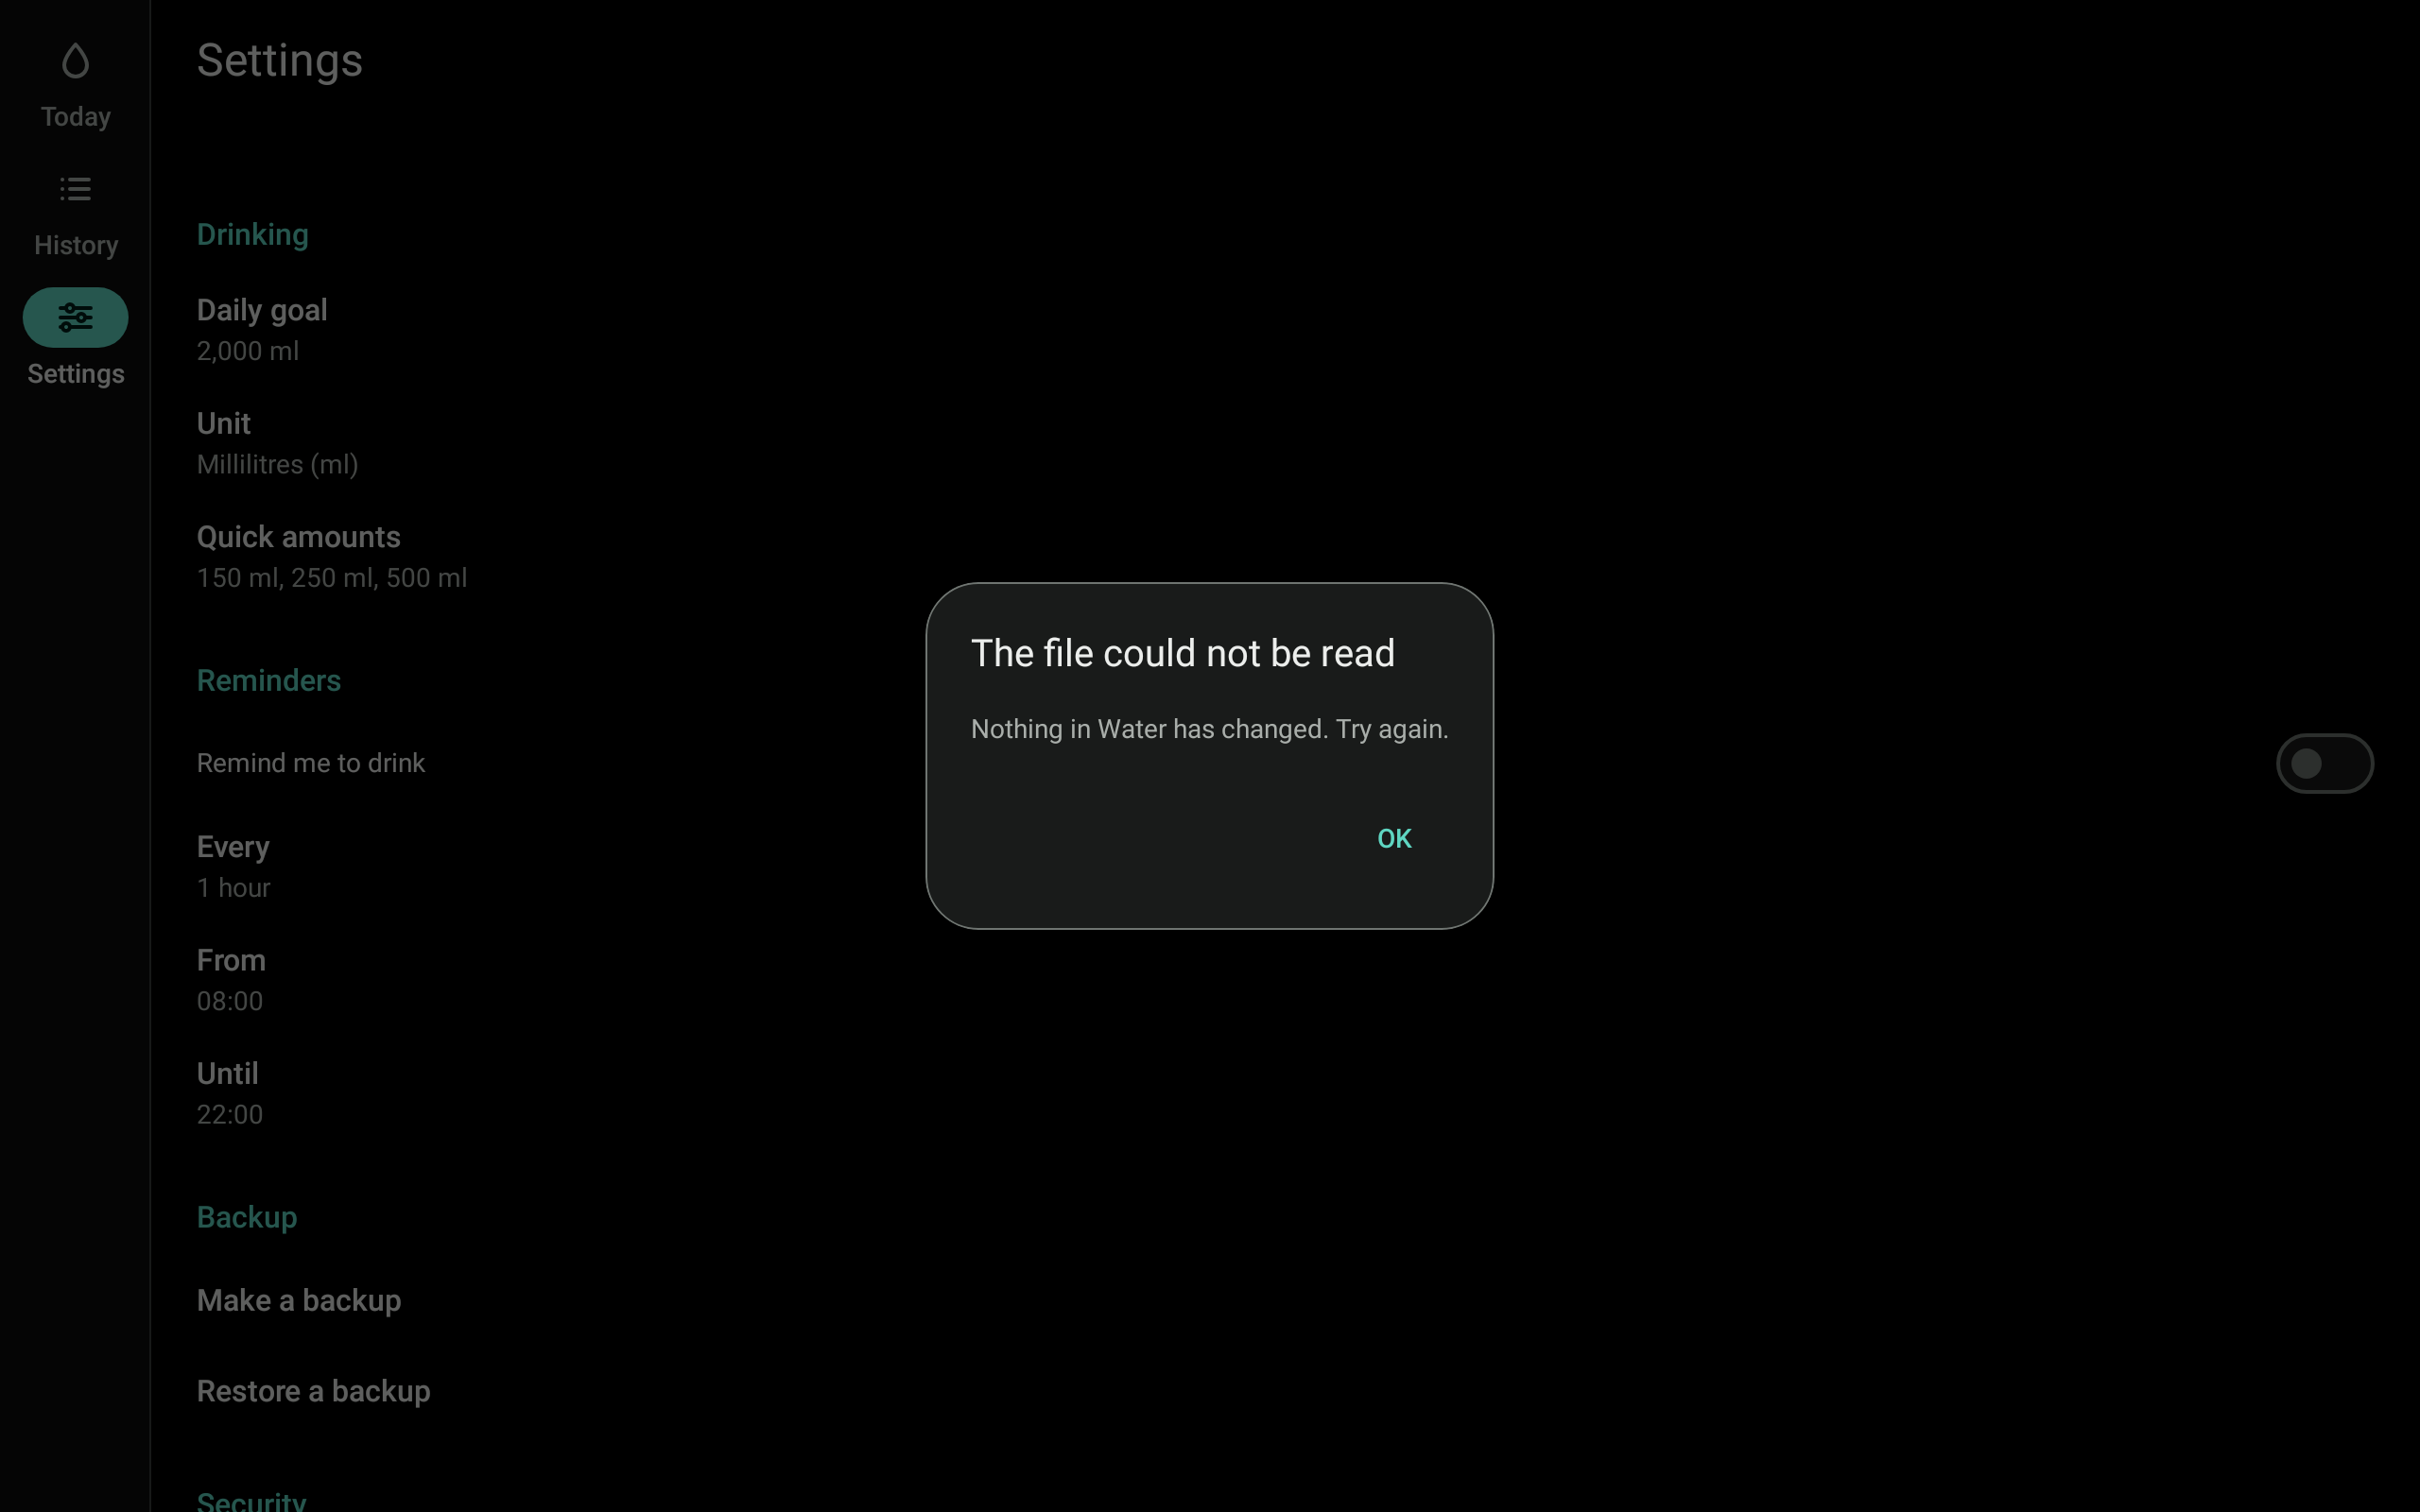 Settings
Today
History
Settings
Drinking
Daily goal
2,000 ml
Unit
Millilitres (ml)
Quick amounts
150 ml, 250 ml, 500 ml
Reminders
Remind me to drink
Every
1 hour
From
08:00
Until
22:00
Backup
Make a backup
Restore a backup
Security
The file could not be read
Nothing in Water has changed. Try again.
OK